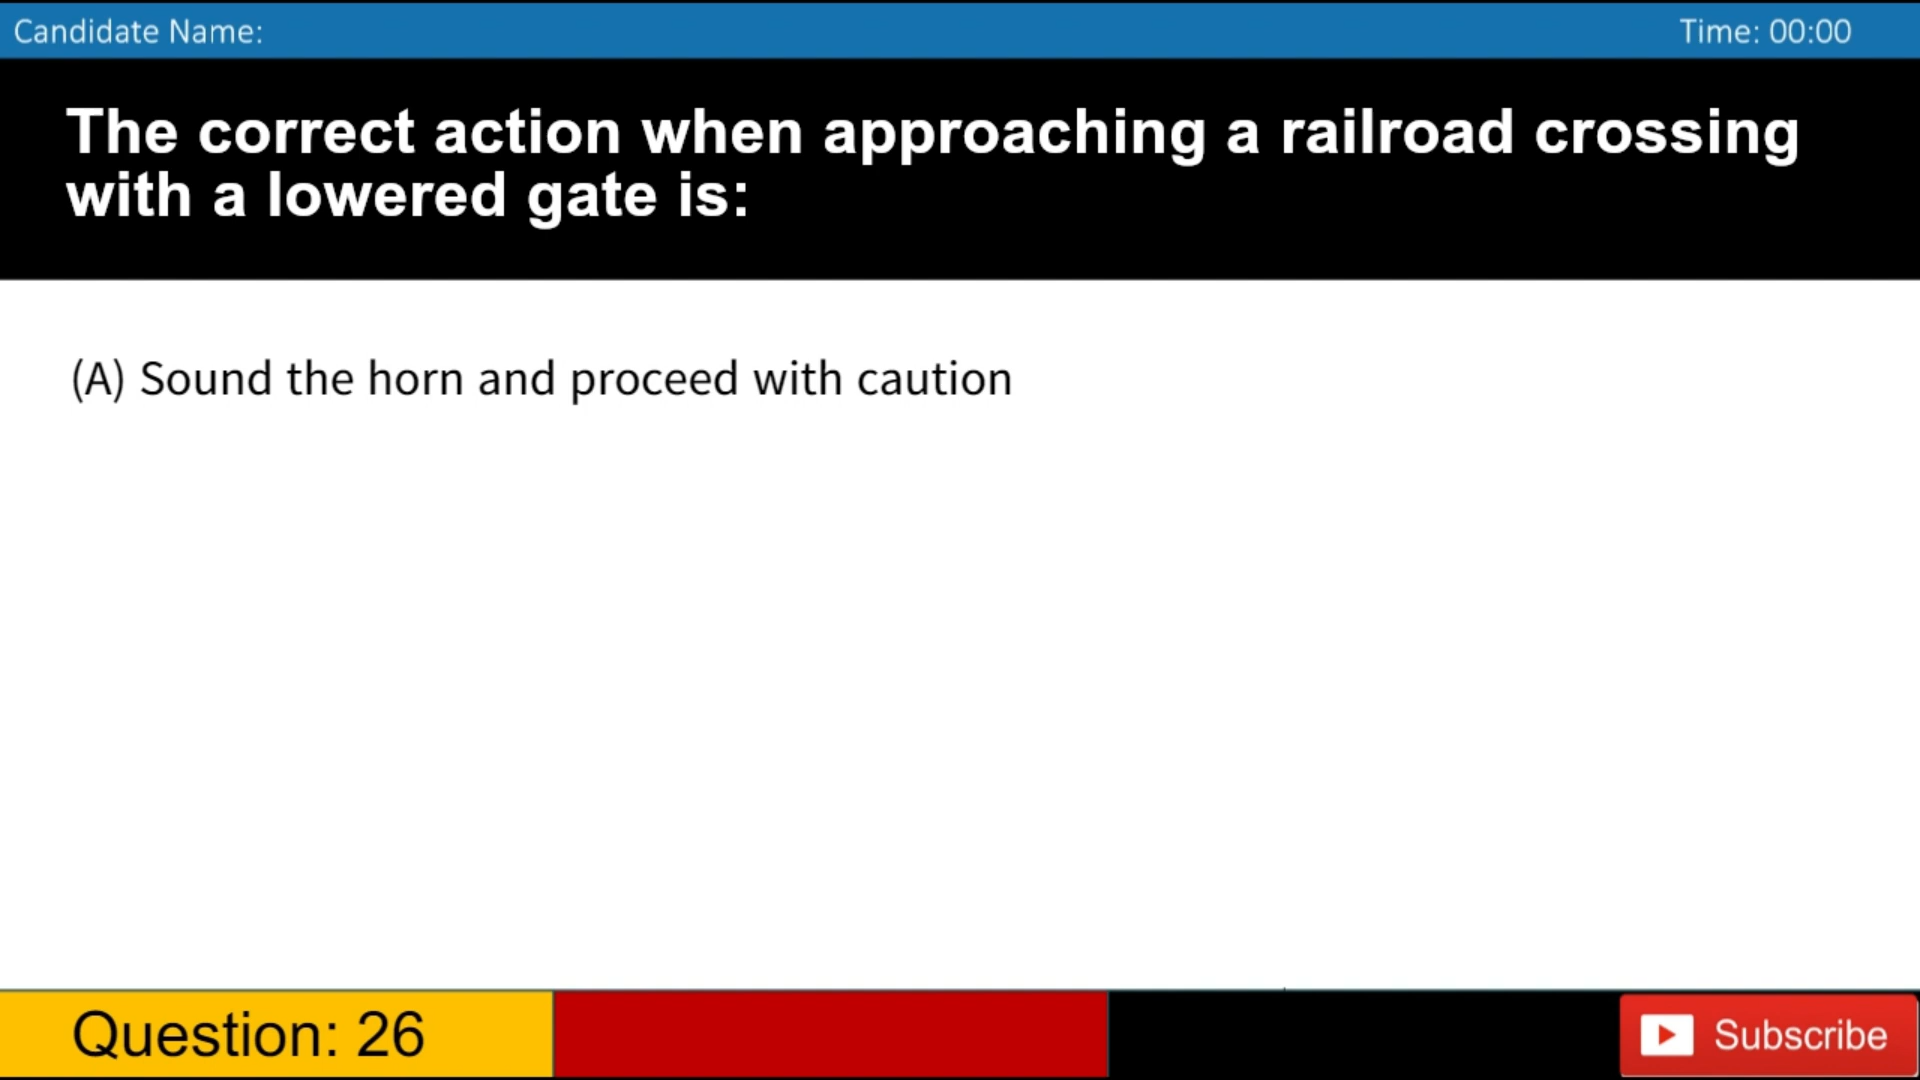 Candidate Name:
Time: 00:00
The correct action when approaching a railroad crossing
with a lowered gate is:
(A) Sound the horn and proceed with caution
Question: 26
Subscribe